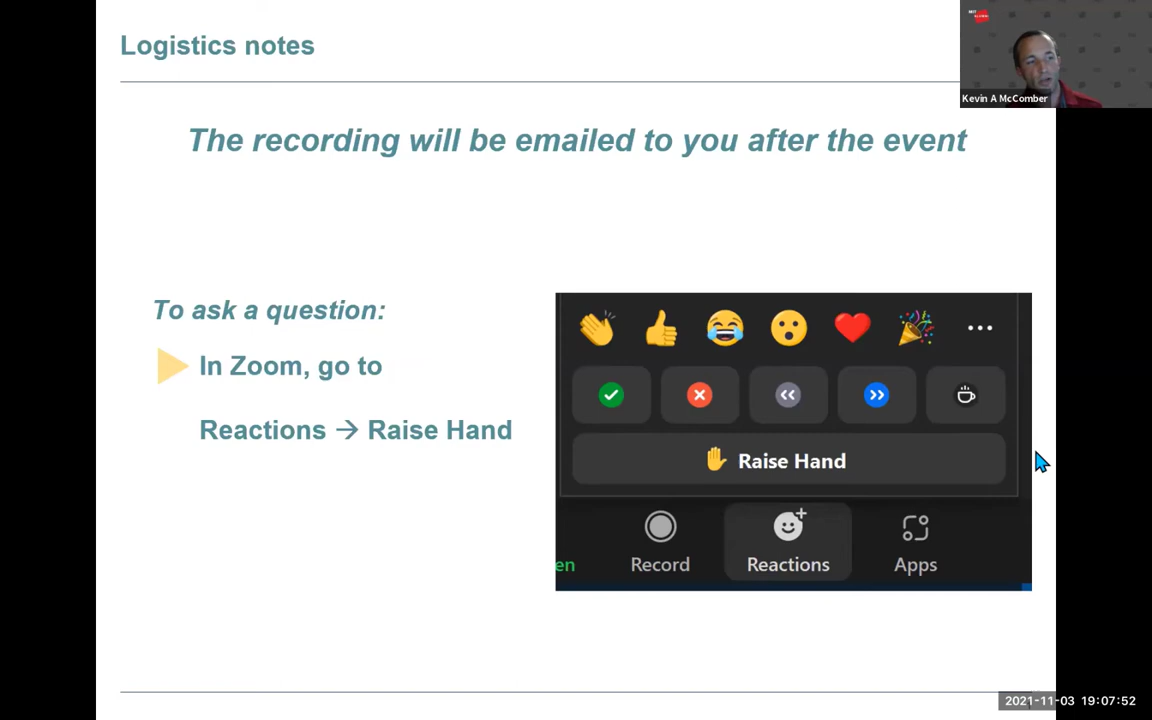 Logistics notes
Kevin A McComber
The recording will be emailed to you after the event
To ask a question:
In Zoom, go to
Reactions → Raise Hand
Raise Hand
en
Record
Reactions
Apps
2021-11-03 19:07:52